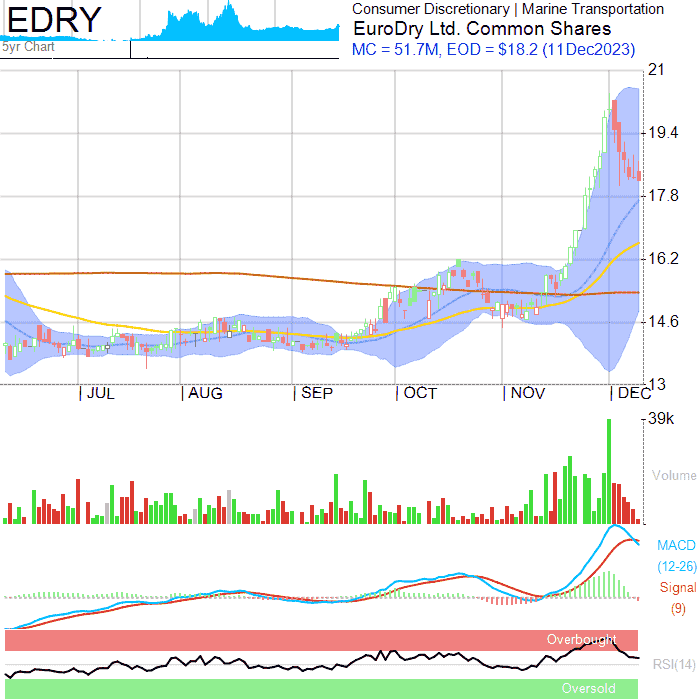 EDRY
5yr Chart
Consumer Discretionary | Marine Transportation
EuroDry Ltd. Common Shares
MC = 51.7M, EOD = $18.2 (11Dec2023)
21
19.4
17.8
16.2
14.6
13
JUL AUG SEP OCT NOV DEC
39k
Volume
MACD
(12-26)
Signal
(9)
Overbought
RSI(14)
Oversold